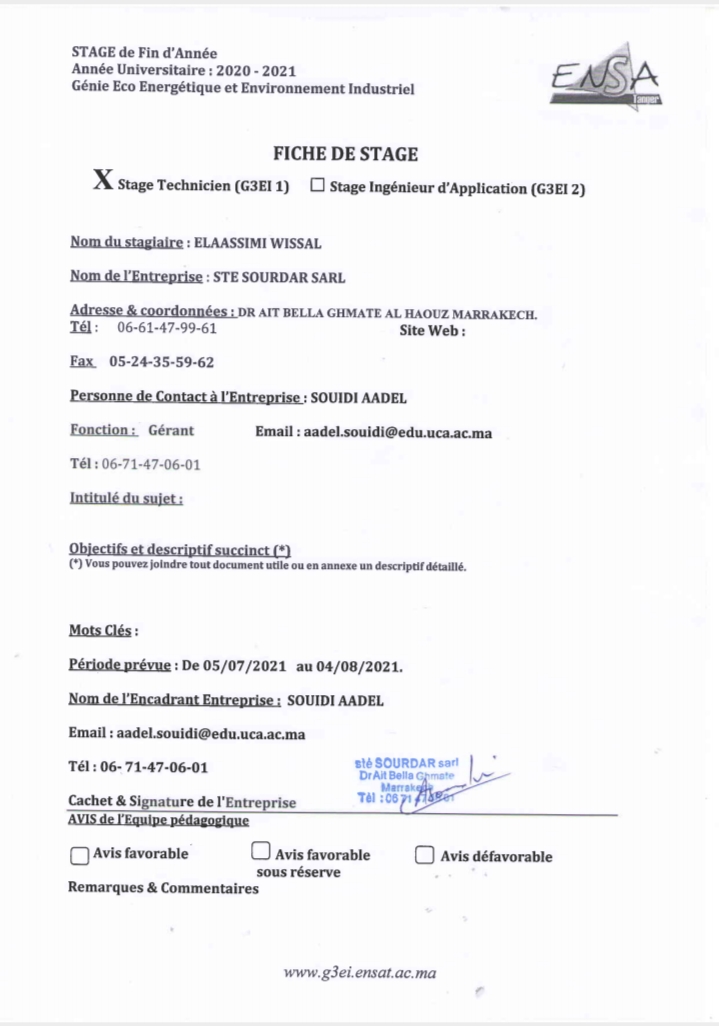 STAGE de Fin d'Année
Année Universitaire : 2020 - 2021
Génie Eco Energétique et Environnement Industriel
ENSA
Tanger
FICHE DE STAGE
X Stage Technicien (G3EI 1) ☐ Stage Ingénieur d'Application (G3EI 2)
Nom du stagiaire : ELAASSIMI WISSAL
Nom de l'Entreprise : STE SOURDAR SARL
Adresse & coordonnées : DR AIT BELLA GHMATE AL HAOUZ MARRAKECH.
Tél : 06-61-47-99-61 Site Web :
Fax 05-24-35-59-62
Personne de Contact à l'Entreprise : SOUIDI AADEL
Fonction : Gérant Email : aadel.souidi@edu.uca.ac.ma
Tél : 06-71-47-06-01
Intitulé du sujet :
Objectifs et descriptif succinct (*)
(*) Vous pouvez joindre tout document utile ou en annexe un descriptif détaillé.
Mots Clés :
Période prévue : De 05/07/2021 au 04/08/2021.
Nom de l'Encadrant Entreprise : SOUIDI AADEL
Email : aadel.souidi@edu.uca.ac.ma
Tél : 06- 71-47-06-01
sté SOURDAR sarl
Dr Ait Bella Ghmate
Marrakech
Tél :
Cachet & Signature de l'Entreprise
AVIS de l'Equipe pédagogique
☐ Avis favorable ☐ Avis favorable ☐ Avis défavorable
sous réserve
Remarques & Commentaires
www.g3ei.ensat.ac.ma